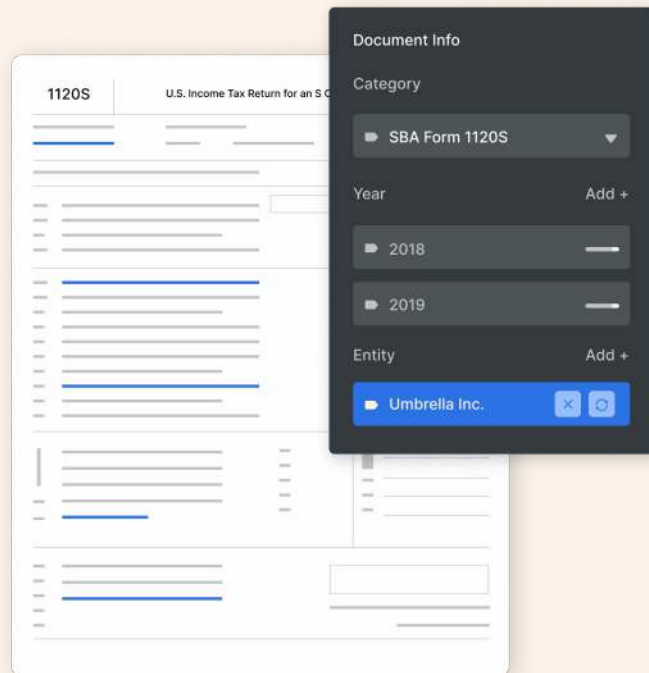 1120S
U.S. Income Tax Return for an S
Document Info
Category
SBA Form 1120S
Year Add +
2018
2019
Entity Add +
Umbrella Inc.